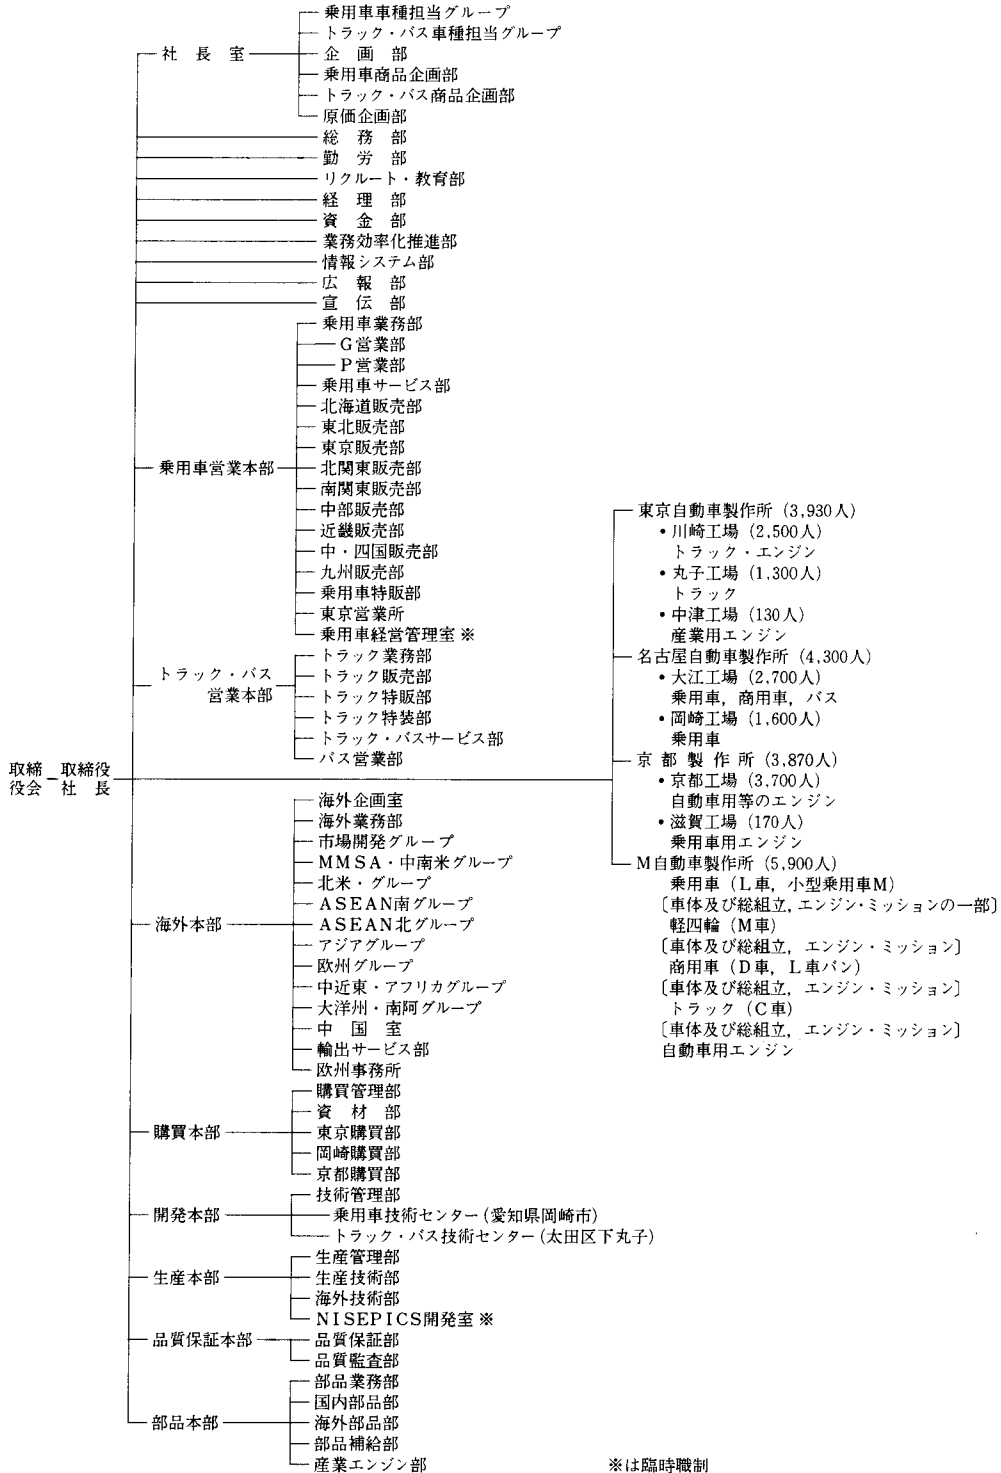 乗用車車種担当グループ
トラック・バス車種担当グループ
社長室
企画部
乗用車商品企画部
トラック・バス商品企画部
原価企画部
総務部
勤労部
リクルート・教育部
経理部
資金部
業務効率化推進部
情報システム部
広報部
宣伝部
乗用車営業本部
乗用車業務部
G営業部
P営業部
乗用車サービス部
北海道販売部
東北販売部
東京販売部
北関東販売部
南関東販売部
中部販売部
近畿販売部
中・四国販売部
九州販売部
乗用車特販部
東京営業所
乗用車経営管理室※
トラック・バス
営業本部
トラック業務部
トラック販売部
トラック特販部
トラック特装部
トラック・バスサービス部
バス営業部
取締
役会
取締役
社長
東京自動車製作所(3,930人)
•川崎工場(2,500人)
トラック・エンジン
•丸子工場(1,300人)
トラック
•中津工場(130人)
産業用エンジン
名古屋自動車製作所(4,300人)
•大江工場(2,700人)
乗用車,商用車,バス
•岡崎工場(1,600人)
乗用車
京都製作所(3,870人)
•京都工場(3,700人)
自動車用等のエンジン
•滋賀工場(170人)
乗用車用エンジン
M自動車製作所(5,900人)
乗用車(L車,小型乗用車M)
〔車体及び総組立,エンジン・ミッションの一部〕
軽四輪(M車)
〔車体及び総組立,エンジン・ミッション〕
商用車(D車,L車バン)
〔車体及び総組立,エンジン・ミッション〕
トラック(C車)
〔車体及び総組立,エンジン・ミッション〕
自動車用エンジン
海外本部
海外企画室
海外業務部
市場開発グループ
MMSA・中南米グループ
北米・グループ
ASEAN南グループ
ASEAN北グループ
アジアグループ
欧州グループ
中近東・アフリカグループ
大洋州・南阿グループ
中国室
輸出サービス部
欧州事務所
購買本部
購買管理部
資材部
東京購買部
岡崎購買部
京都購買部
開発本部
技術管理部
乗用車技術センター(愛知県岡崎市)
トラック・バス技術センター(太田区下丸子)
生産本部
生産管理部
生産技術部
海外技術部
NISEPICS開発室※
品質保証本部
品質保証部
品質監査部
部品本部
部品業務部
国内部品部
海外部品部
部品補給部
産業エンジン部
※は臨時職制